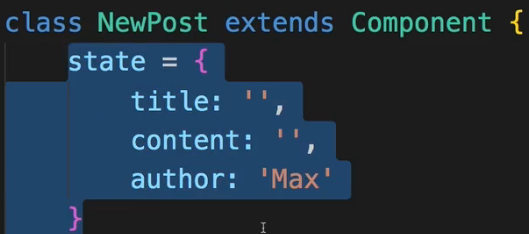 class NewPost extends Component {
state = {
title: '',
content: '',
author: 'Max'
}